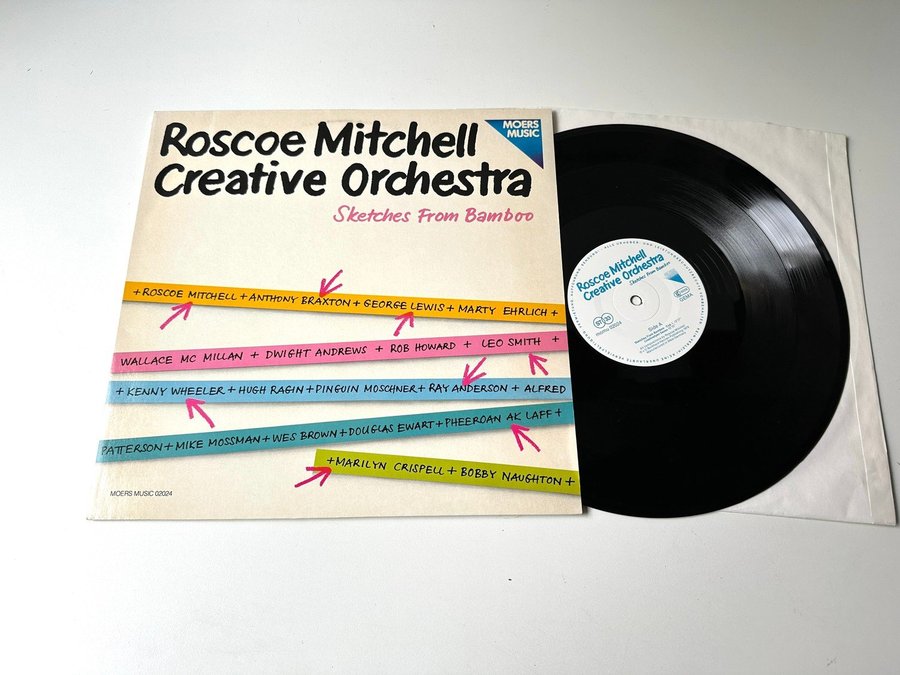 Roscoe Mitchell
Creative Orchestra
MOERS
MUSIC
Sketches From Bamboo
+ ROSCOE MITCHELL + ANTHONY BRAXTON + GEORGE LEWIS + MARTY EHRLICH +
WALLACE MC MILLAN + DWIGHT ANDREWS + ROB HOWARD + LEO SMITH +
+ KENNY WHEELER + HUGH RAGIN + PINGUIN MOSCHNER + RAY ANDERSON + ALFRED
PATTERSON + MIKE MOSSMAN + WES BROWN + DOUGLAS EWART + PHEEROAN AK LAFF +
+ MARILYN CRISPELL + BOBBY NAUGHTON +
MOERS MUSIC 02024
Roscoe Mitchell
Creative Orchestra
Sketches From Bamboo
momu 02024
Side A
GEMA